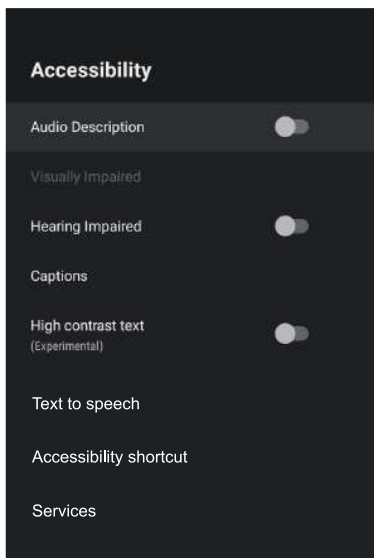 Accessibility
Audio Description
Visually Impaired
Hearing Impaired
Captions
High contrast text
(Experimental)
Text to speech
Accessibility shortcut
Services